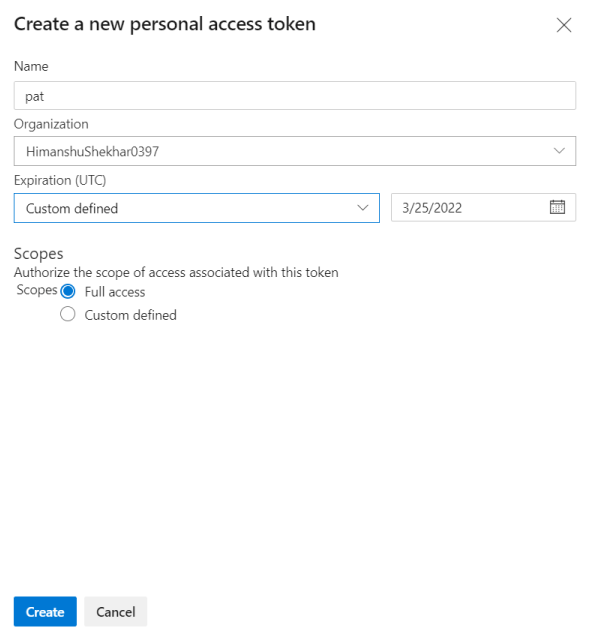 Create a new personal access token
Name
pat
Organization
HimanshuShekhar0397
Expiration (UTC)
Custom defined
3/25/2022
Scopes
Authorize the scope of access associated with this token
Scopes Full access
Custom defined
Create Cancel